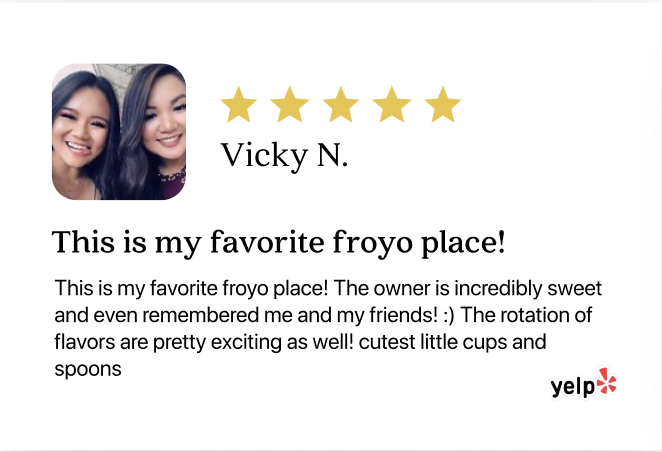 Vicky N.
This is my favorite froyo place!
This is my favorite froyo place! The owner is incredibly sweet
and even remembered me and my friends! :) The rotation of
flavors are pretty exciting as well! cutest little cups and
spoons
yelp